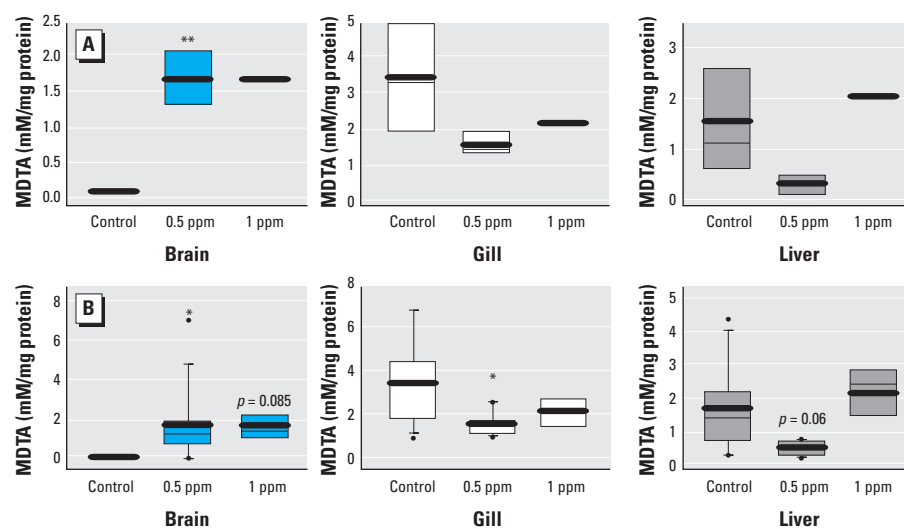 A
MDTA (mM/mg protein)
2.5
2.0
1.5
1.0
0.5
0.0
**
Control 0.5 ppm 1 ppm
Brain
MDTA (mM/mg protein)
5
4
3
2
1
0
Control 0.5 ppm 1 ppm
Gill
MDTA (mM/mg protein)
3
2
1
0
Control 0.5 ppm 1 ppm
Liver
B
MDTA (mM/mg protein)
8
6
4
2
0
*
p = 0.085
Control 0.5 ppm 1 ppm
Brain
MDTA (mM/mg protein)
8
6
4
2
0
*
Control 0.5 ppm 1 ppm
Gill
MDTA (mM/mg protein)
5
4
3
2
1
0
p = 0.06
Control 0.5 ppm 1 ppm
Liver